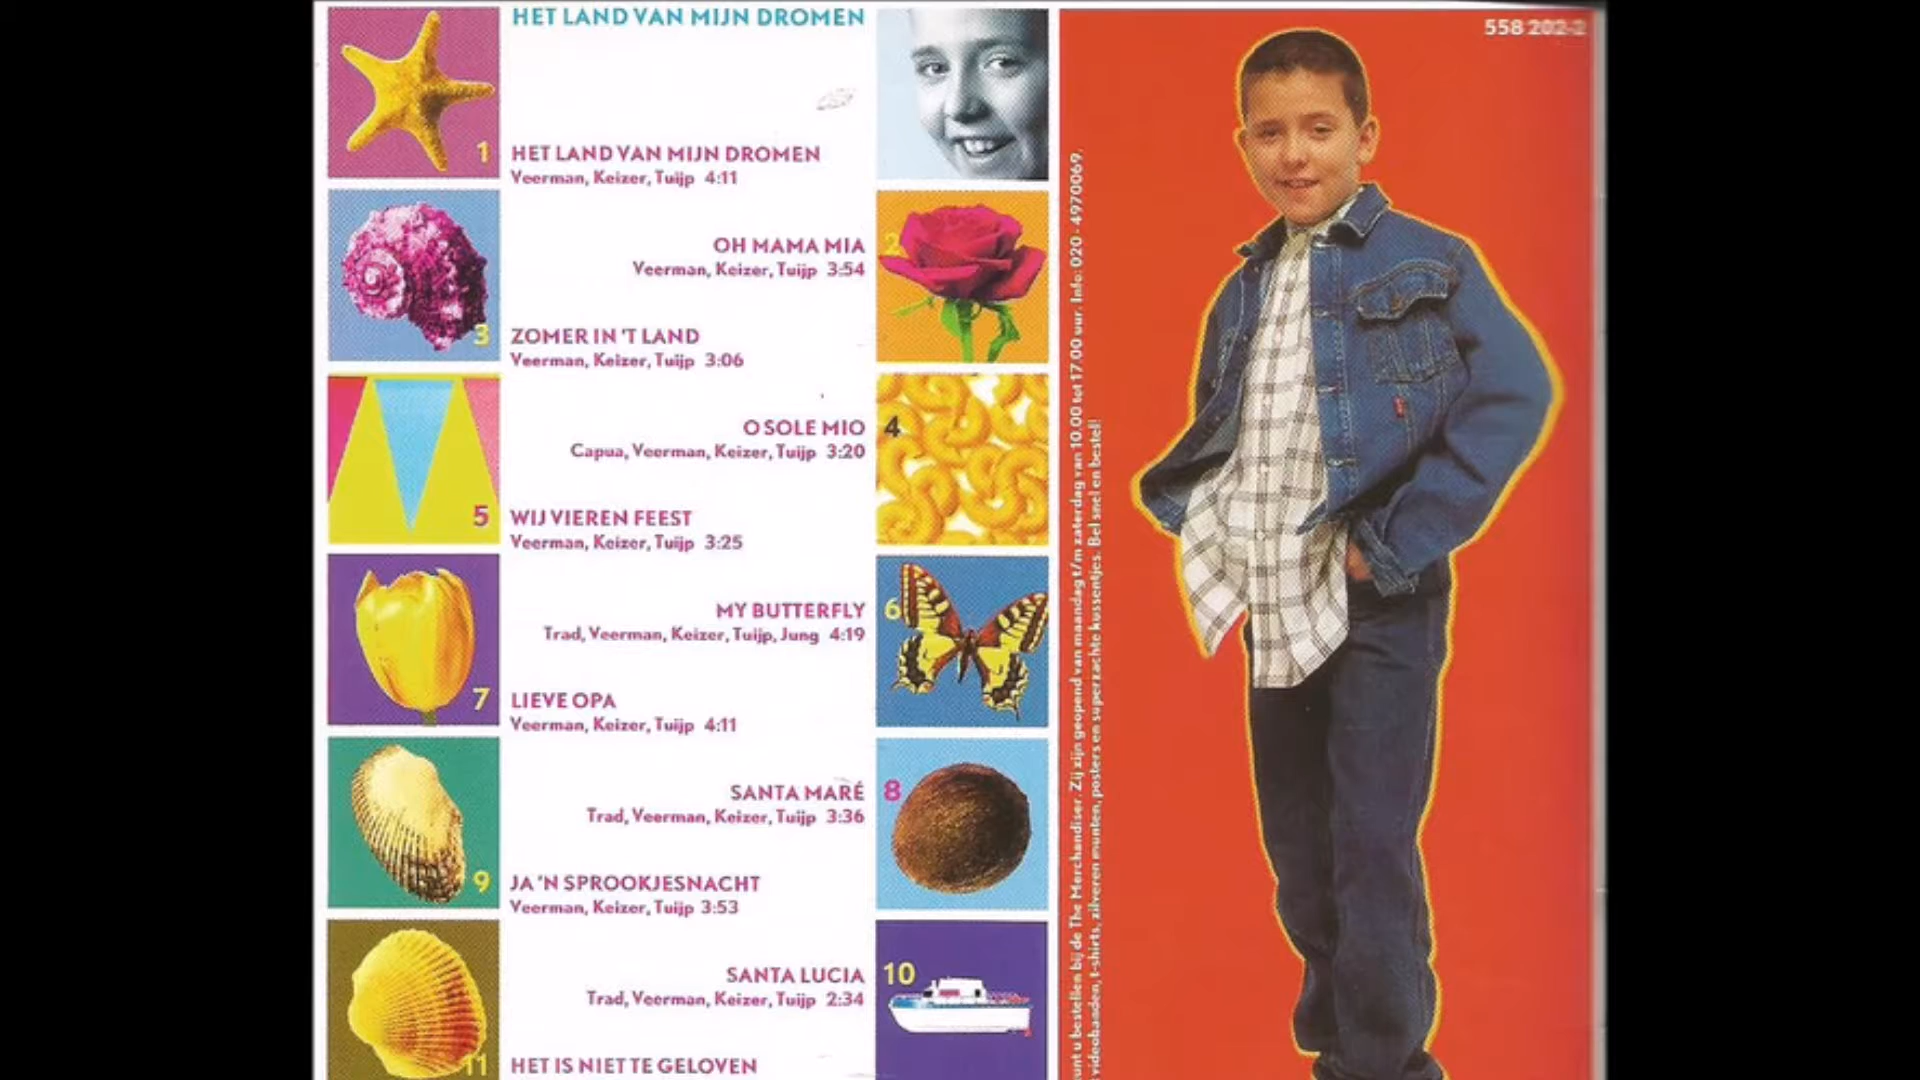 HET LAND VAN MIJN DROMEN
1
HET LAND VAN MIJN DROMEN
Veerman, Keizer, Tuijp 4:11
OH MAMA MIA
2
Veerman, Keizer, Tuijp 3:54
3
ZOMER IN 'T LAND
Veerman, Keizer, Tuijp 3:06
O SOLE MIO
4
Capua, Veerman, Keizer, Tuijp 3:20
5
WIJ VIEREN FEEST
Veerman, Keizer, Tuijp 3:25
MY BUTTERFLY
6
Trad, Veerman, Keizer, Tuijp, Jung 4:19
7
LIEVE OPA
Veerman, Keizer, Tuijp 4:11
SANTA MARÉ
8
Trad, Veerman, Keizer, Tuijp 3:36
9
JA 'N SPROOKJESNACHT
Veerman, Keizer, Tuijp 3:53
SANTA LUCIA
10
Trad, Veerman, Keizer, Tuijp 2:34
11
HET IS NIET TE GELOVEN
558 202-2
u bestellen bij de The Merchandiser. Zij zijn geopend van maandag t/m zaterdag van 10.00 tot 17.00 uur. Info: 020 - 4970069.
videobanden, t-shirts, zilveren munten, posters en superzachte kussentjes. Bel snel en bestel!